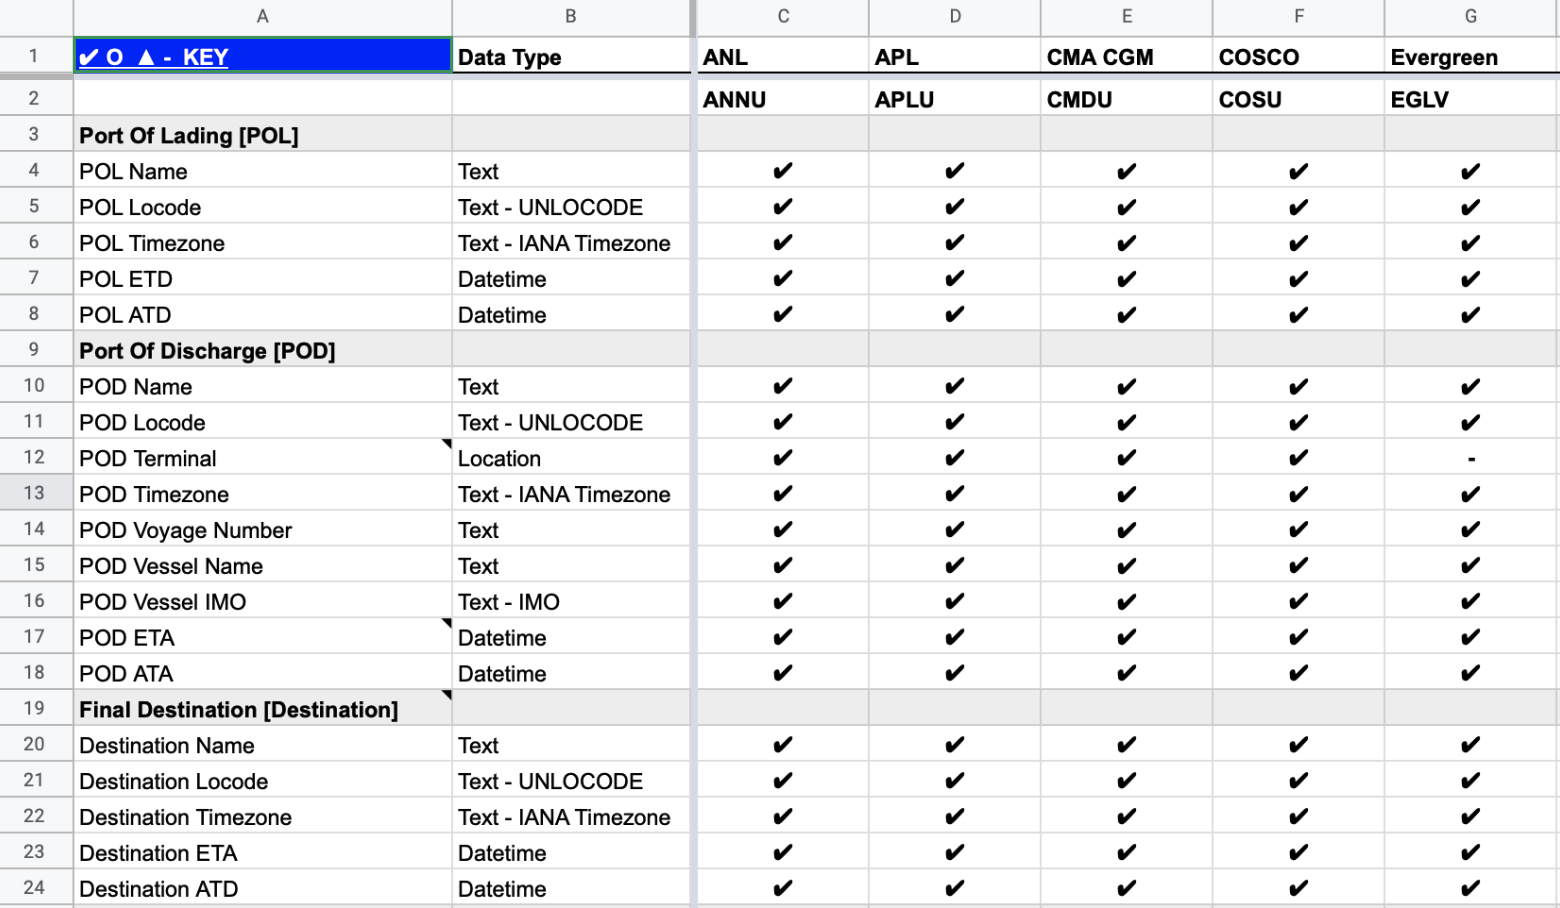 A B C D E F G
1 ✔ O ▲ - KEY Data Type ANL APL CMA CGM COSCO Evergreen
2 ANNU APLU CMDU COSU EGLV
3 Port Of Lading [POL]
4 POL Name Text ✔ ✔ ✔ ✔ ✔
5 POL Locode Text - UNLOCODE ✔ ✔ ✔ ✔ ✔
6 POL Timezone Text - IANA Timezone ✔ ✔ ✔ ✔ ✔
7 POL ETD Datetime ✔ ✔ ✔ ✔ ✔
8 POL ATD Datetime ✔ ✔ ✔ ✔ ✔
9 Port Of Discharge [POD]
10 POD Name Text ✔ ✔ ✔ ✔ ✔
11 POD Locode Text - UNLOCODE ✔ ✔ ✔ ✔ ✔
12 POD Terminal Location ✔ ✔ ✔ ✔ -
13 POD Timezone Text - IANA Timezone ✔ ✔ ✔ ✔ ✔
14 POD Voyage Number Text ✔ ✔ ✔ ✔ ✔
15 POD Vessel Name Text ✔ ✔ ✔ ✔ ✔
16 POD Vessel IMO Text - IMO ✔ ✔ ✔ ✔ ✔
17 POD ETA Datetime ✔ ✔ ✔ ✔ ✔
18 POD ATA Datetime ✔ ✔ ✔ ✔ ✔
19 Final Destination [Destination]
20 Destination Name Text ✔ ✔ ✔ ✔ ✔
21 Destination Locode Text - UNLOCODE ✔ ✔ ✔ ✔ ✔
22 Destination Timezone Text - IANA Timezone ✔ ✔ ✔ ✔ ✔
23 Destination ETA Datetime ✔ ✔ ✔ ✔ ✔
24 Destination ATD Datetime ✔ ✔ ✔ ✔ ✔